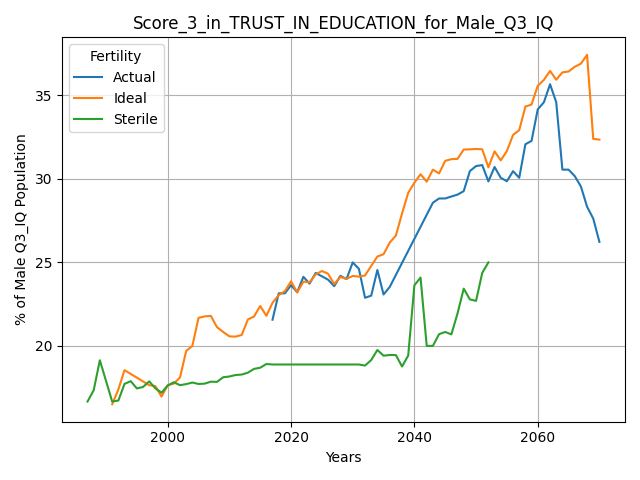 Score_3_in_TRUST_IN_EDUCATION_for_Male_Q3_IQ
Fertility
Actual
Ideal
Sterile
% of Male Q3_IQ Population
35
30
25
20
2000
2020
2040
2060
Years